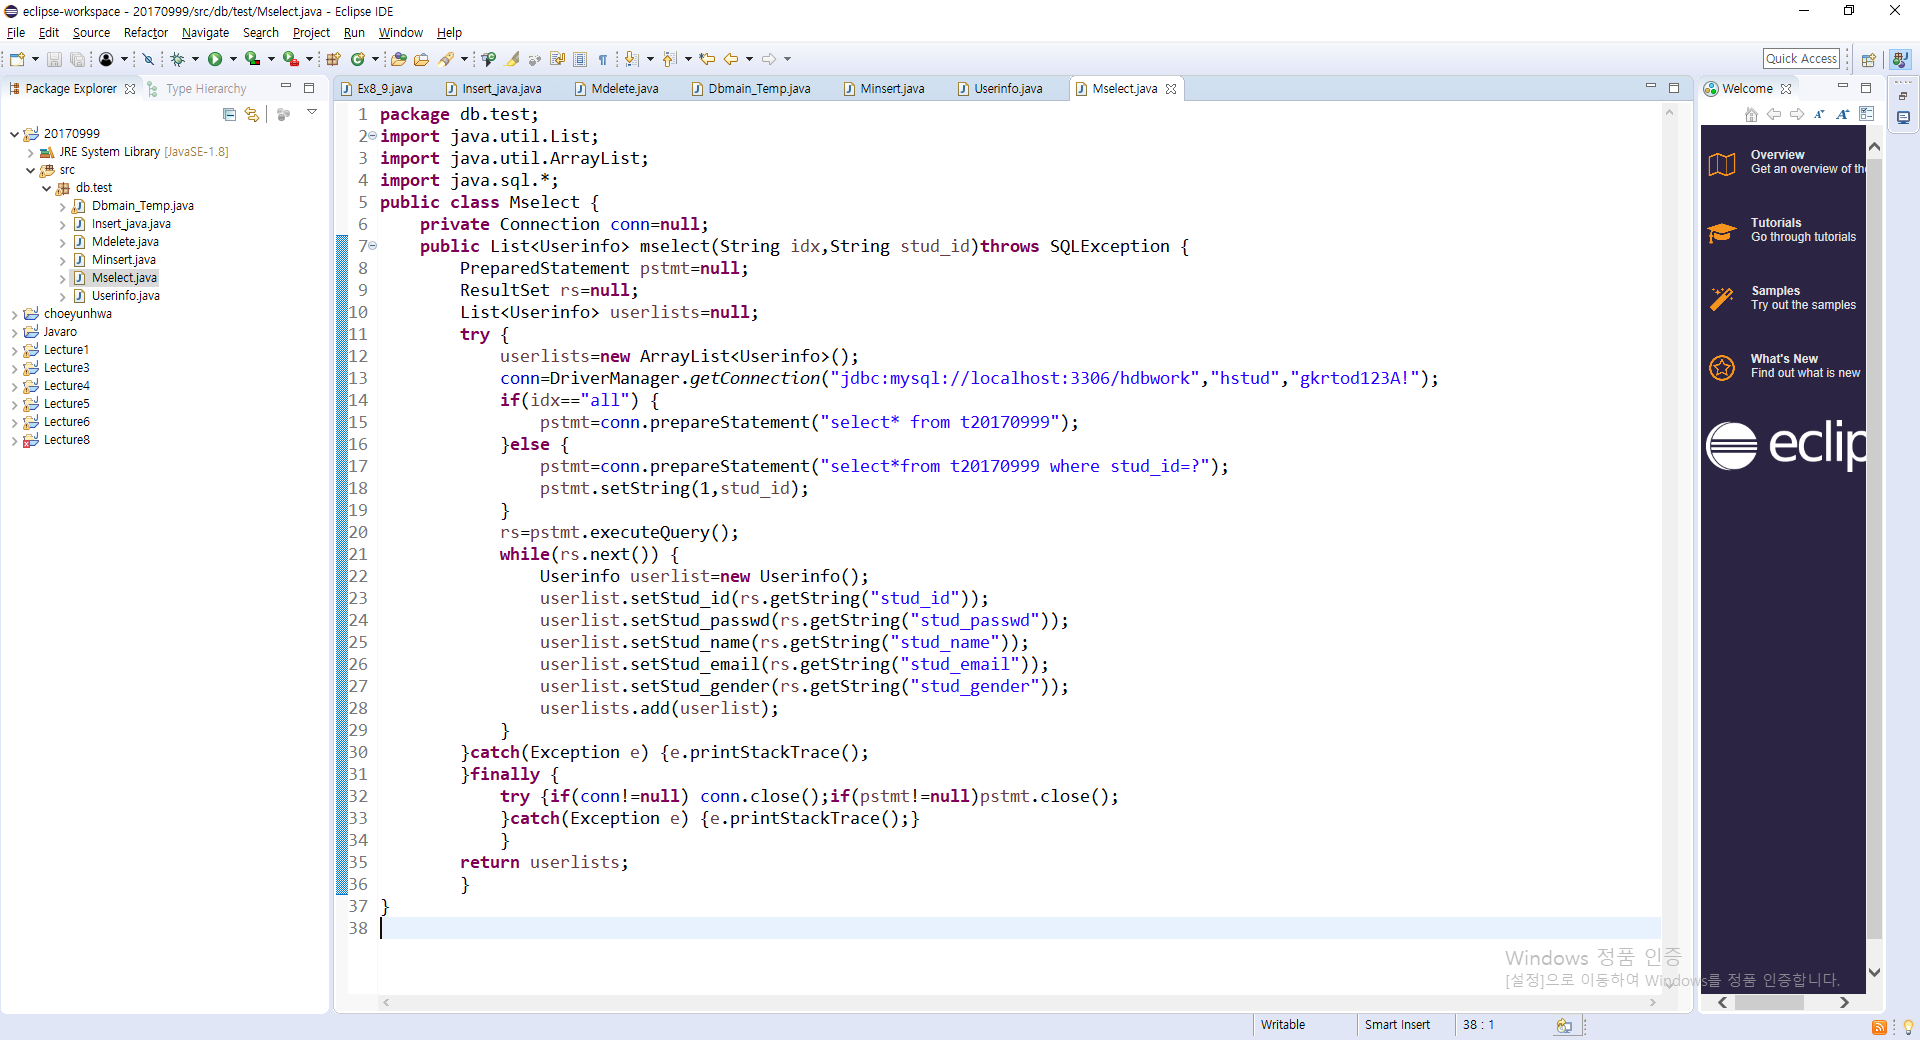 eclipse-workspace - 20170999/src/db/test/Mselect.java - Eclipse IDE
File Edit Source Refactor Navigate Search Project Run Window Help
Quick Access
Package Explorer Type Hierarchy
Ex8_9.java Insert_java.java Mdelete.java Dbmain_Temp.java Minsert.java Userinfo.java Mselect.java
Welcome
20170999
JRE System Library [JavaSE-1.8]
src
db.test
Dbmain_Temp.java
Insert_java.java
Mdelete.java
Minsert.java
Mselect.java
Userinfo.java
choeyunhwa
Javaro
Lecture1
Lecture3
Lecture4
Lecture5
Lecture6
Lecture8
1 package db.test;
2 import java.util.List;
3 import java.util.ArrayList;
4 import java.sql.*;
5 public class Mselect {
6     private Connection conn=null;
7     public List<Userinfo> mselect(String idx,String stud_id)throws SQLException {
8         PreparedStatement pstmt=null;
9         ResultSet rs=null;
10         List<Userinfo> userlists=null;
11         try {
12             userlists=new ArrayList<Userinfo>();
13             conn=DriverManager.getConnection("jdbc:mysql://localhost:3306/hdbwork","hstud","gkrtod123A!");
14             if(idx=="all") {
15                 pstmt=conn.prepareStatement("select* from t20170999");
16             }else {
17                 pstmt=conn.prepareStatement("select*from t20170999 where stud_id=?");
18                 pstmt.setString(1,stud_id);
19             }
20             rs=pstmt.executeQuery();
21             while(rs.next()) {
22                 Userinfo userlist=new Userinfo();
23                 userlist.setStud_id(rs.getString("stud_id"));
24                 userlist.setStud_passwd(rs.getString("stud_passwd"));
25                 userlist.setStud_name(rs.getString("stud_name"));
26                 userlist.setStud_email(rs.getString("stud_email"));
27                 userlist.setStud_gender(rs.getString("stud_gender"));
28                 userlists.add(userlist);
29             }
30         }catch(Exception e) {e.printStackTrace();
31         }finally {
32             try {if(conn!=null) conn.close();if(pstmt!=null)pstmt.close();
33             }catch(Exception e) {e.printStackTrace();}
34             }
35         return userlists;
36         }
37 }
38
Overview
Get an overview of the
Tutorials
Go through tutorials
Samples
Try out the samples
What's New
Find out what is new
eclip
Windows 정품 인증
[설정]으로 이동하여 Windows를 정품 인증합니다.
Writable Smart Insert 38 : 1